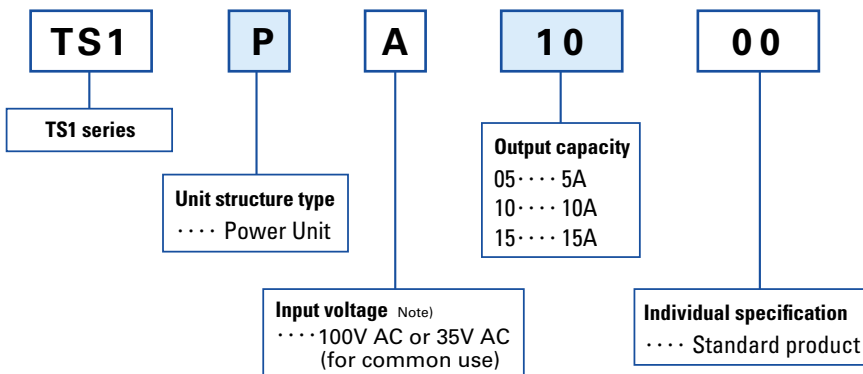 TS1 P A 10 00
TS1 series
Unit structure type
···· Power Unit
Input voltage Note)
····100V AC or 35V AC
(for common use)
Output capacity
05···· 5A
10···· 10A
15···· 15A
Individual specification
···· Standard product